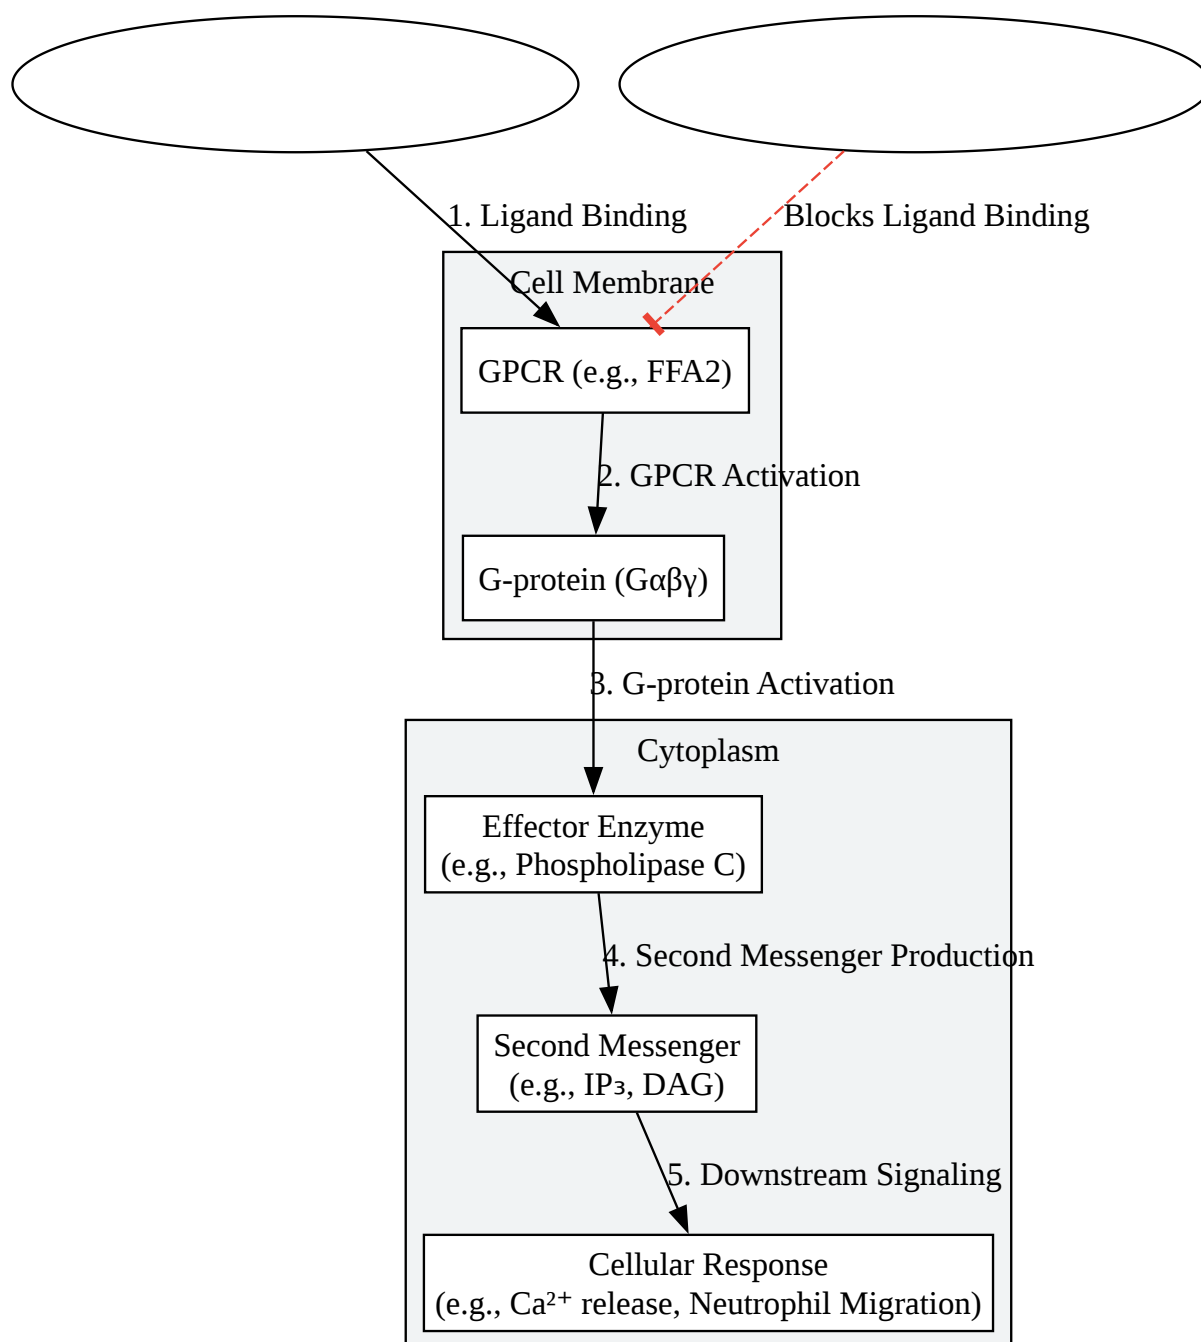 1. Ligand Binding
Blocks Ligand Binding
Cell Membrane
GPCR (e.g., FFA2)
2. GPCR Activation
G-protein (Gαβγ)
3. G-protein Activation
Cytoplasm
Effector Enzyme
(e.g., Phospholipase C)
4. Second Messenger Production
Second Messenger
(e.g., IP₃, DAG)
5. Downstream Signaling
Cellular Response
(e.g., Ca²⁺ release, Neutrophil Migration)